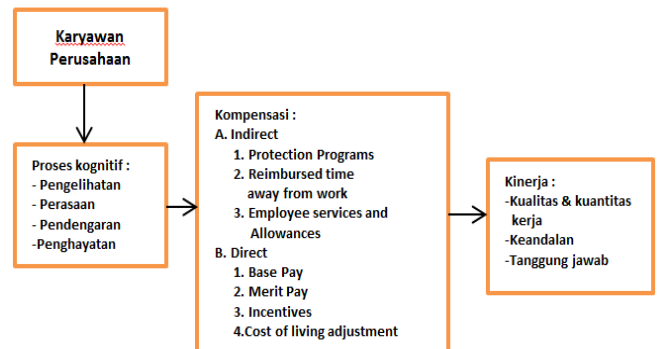 Karyawan
Perusahaan
Proses kognitif :
- Pengelihatan
- Perasaan
- Pendengaran
-Penghayatan
Kompensasi :
A. Indirect
1. Protection Programs
2. Reimbursed time
away from work
3. Employee services and
Allowances
B. Direct
1. Base Pay
2. Merit Pay
3. Incentives
4.Cost of living adjustment
Kinerja :
-Kualitas & kuantitas
kerja
-Keandalan
-Tanggung jawab